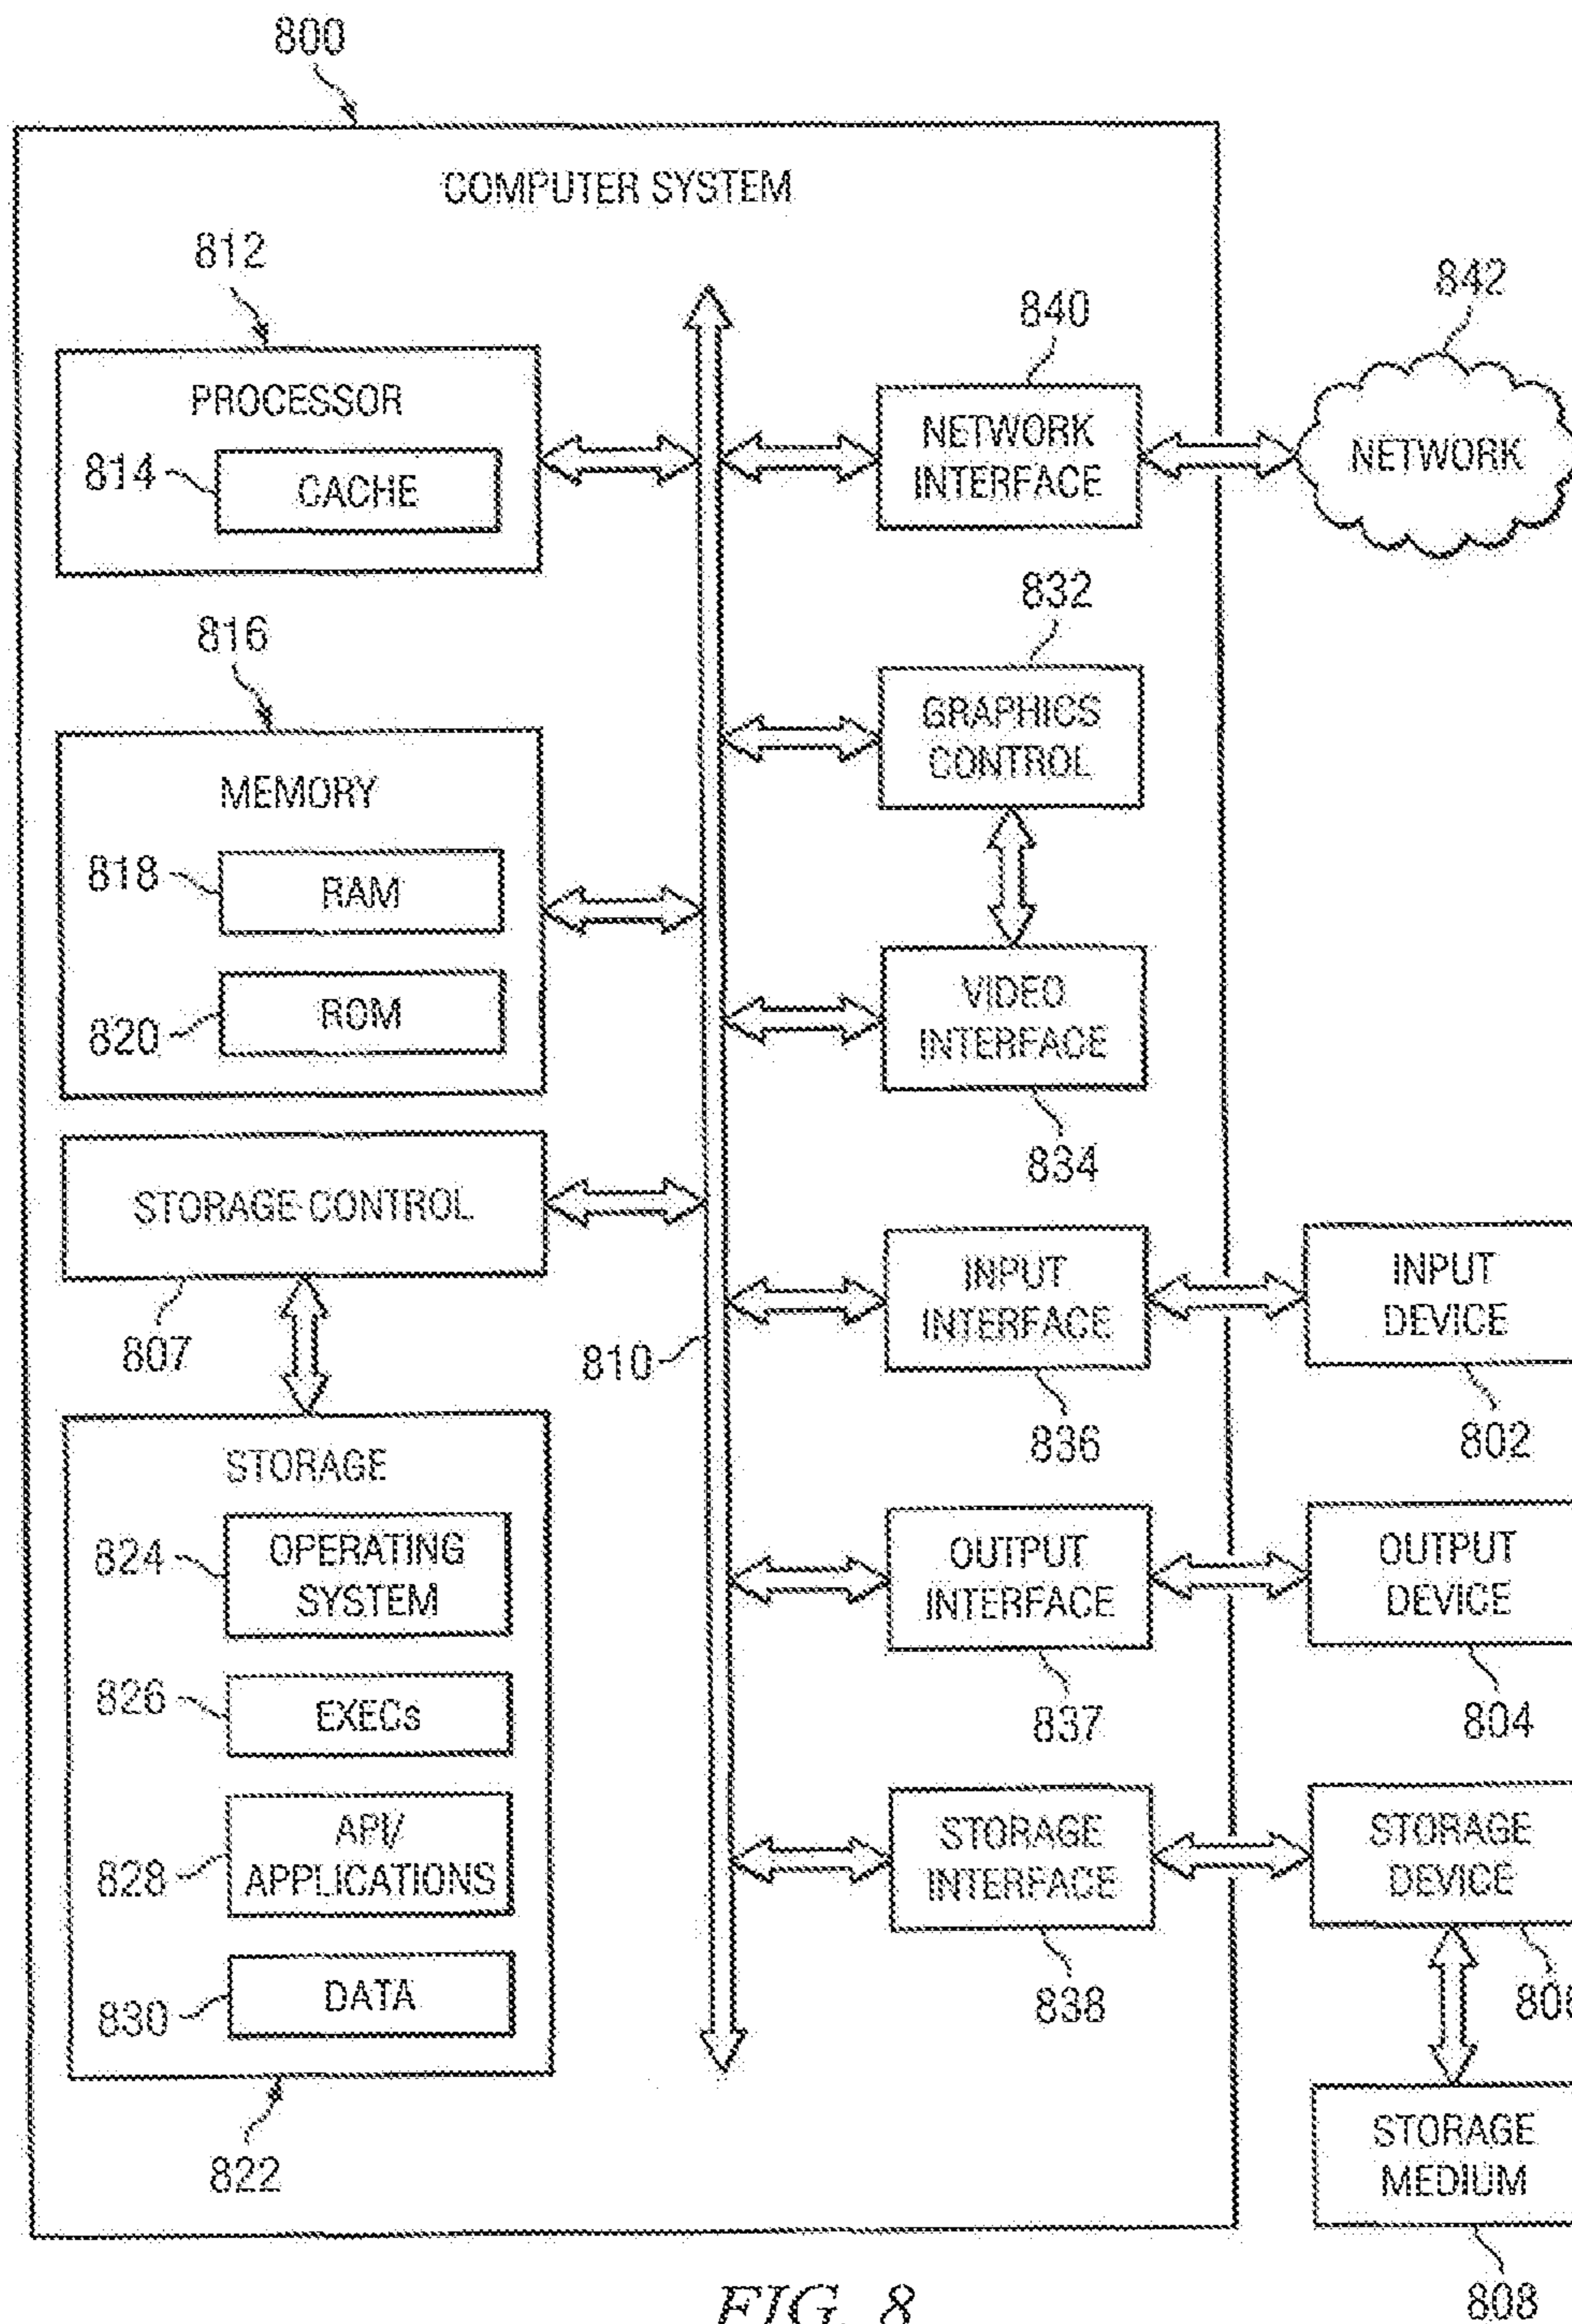 800
COMPUTER SYSTEM
812
PROCESSOR
814
CACHE
840
NETWORK
INTERFACE
842
NETWORK
816
MEMORY
818
RAM
820
ROM
832
GRAPHICS
CONTROL
VIDEO
INTERFACE
834
STORAGE CONTROL
807
810
INPUT
INTERFACE
836
INPUT
DEVICE
802
STORAGE
824
OPERATING
SYSTEM
826
EXECs
828
API/
APPLICATIONS
830
DATA
822
OUTPUT
INTERFACE
837
OUTPUT
DEVICE
804
STORAGE
INTERFACE
838
STORAGE
DEVICE
806
STORAGE
MEDIUM
808
FIG. 8